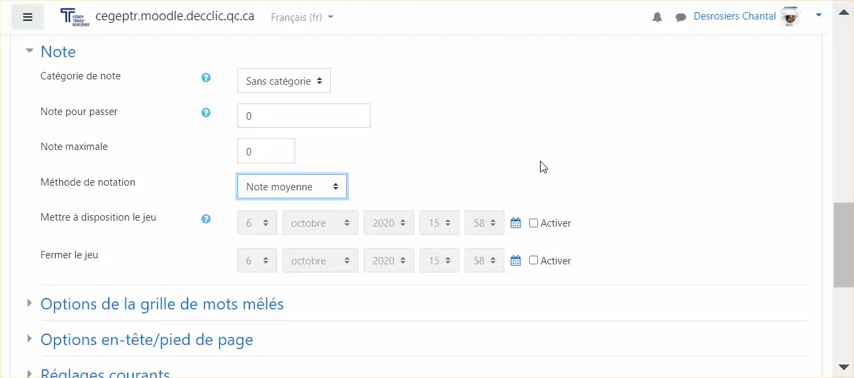 cegeptr.moodle.decclic.qc.ca Français (fr) Desrosiers Chantal
Note
Catégorie de note Sans catégorie
Note pour passer 0
Note maximale 0
Méthode de notation Note moyenne
Mettre à disposition le jeu 6 octobre 2020 15 58 Activer
Fermer le jeu 6 octobre 2020 15 58 Activer
Options de la grille de mots mêlés
Options en-tête/pied de page
Réglages courants